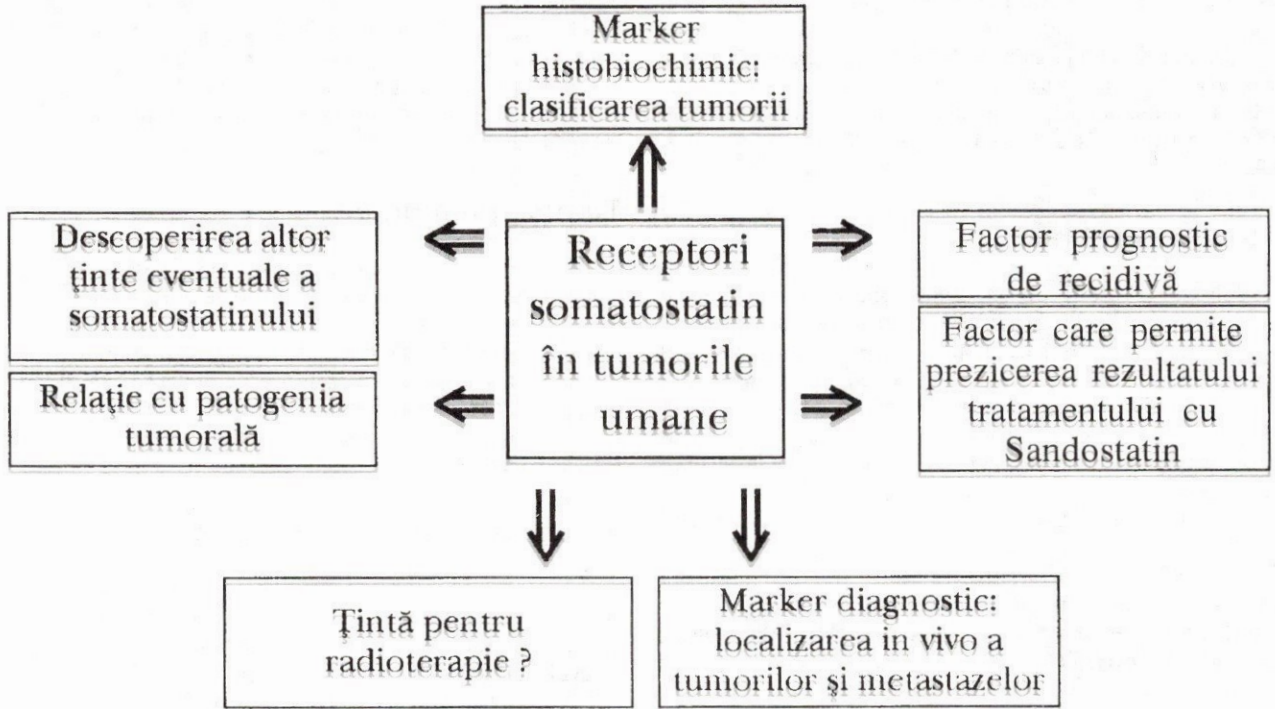 Marker
histobiochimic:
clasificarea tumorii
Descoperirea altor
ţinte eventuale a
somatostatinului
Relaţie cu patogenia
tumorală
Receptori
somatostatin
în tumorile
umane
Factor prognostic
de recidivă
Factor care permite
prezicerea rezultatului
tratamentului cu
Sandostatin
Ţintă pentru
radioterapie ?
Marker diagnostic:
localizarea in vivo a
tumorilor şi metastazelor